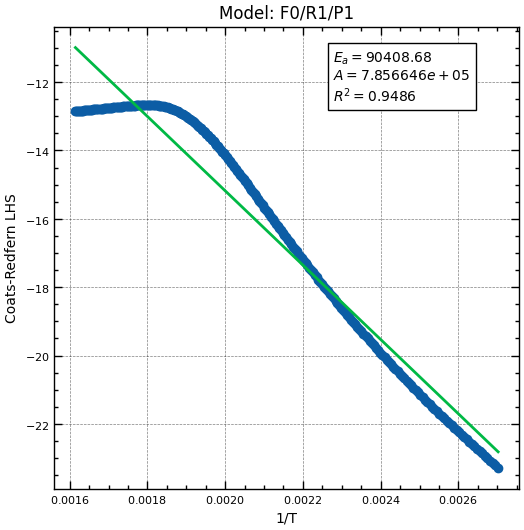 Model: F0/R1/P1
E_a = 90408.68
A = 7.856646e + 05
R² = 0.9486
Coats-Redfern LHS
−12
−14
−16
−18
−20
−22
0.0016 0.0018 0.0020 0.0022 0.0024 0.0026
1/T